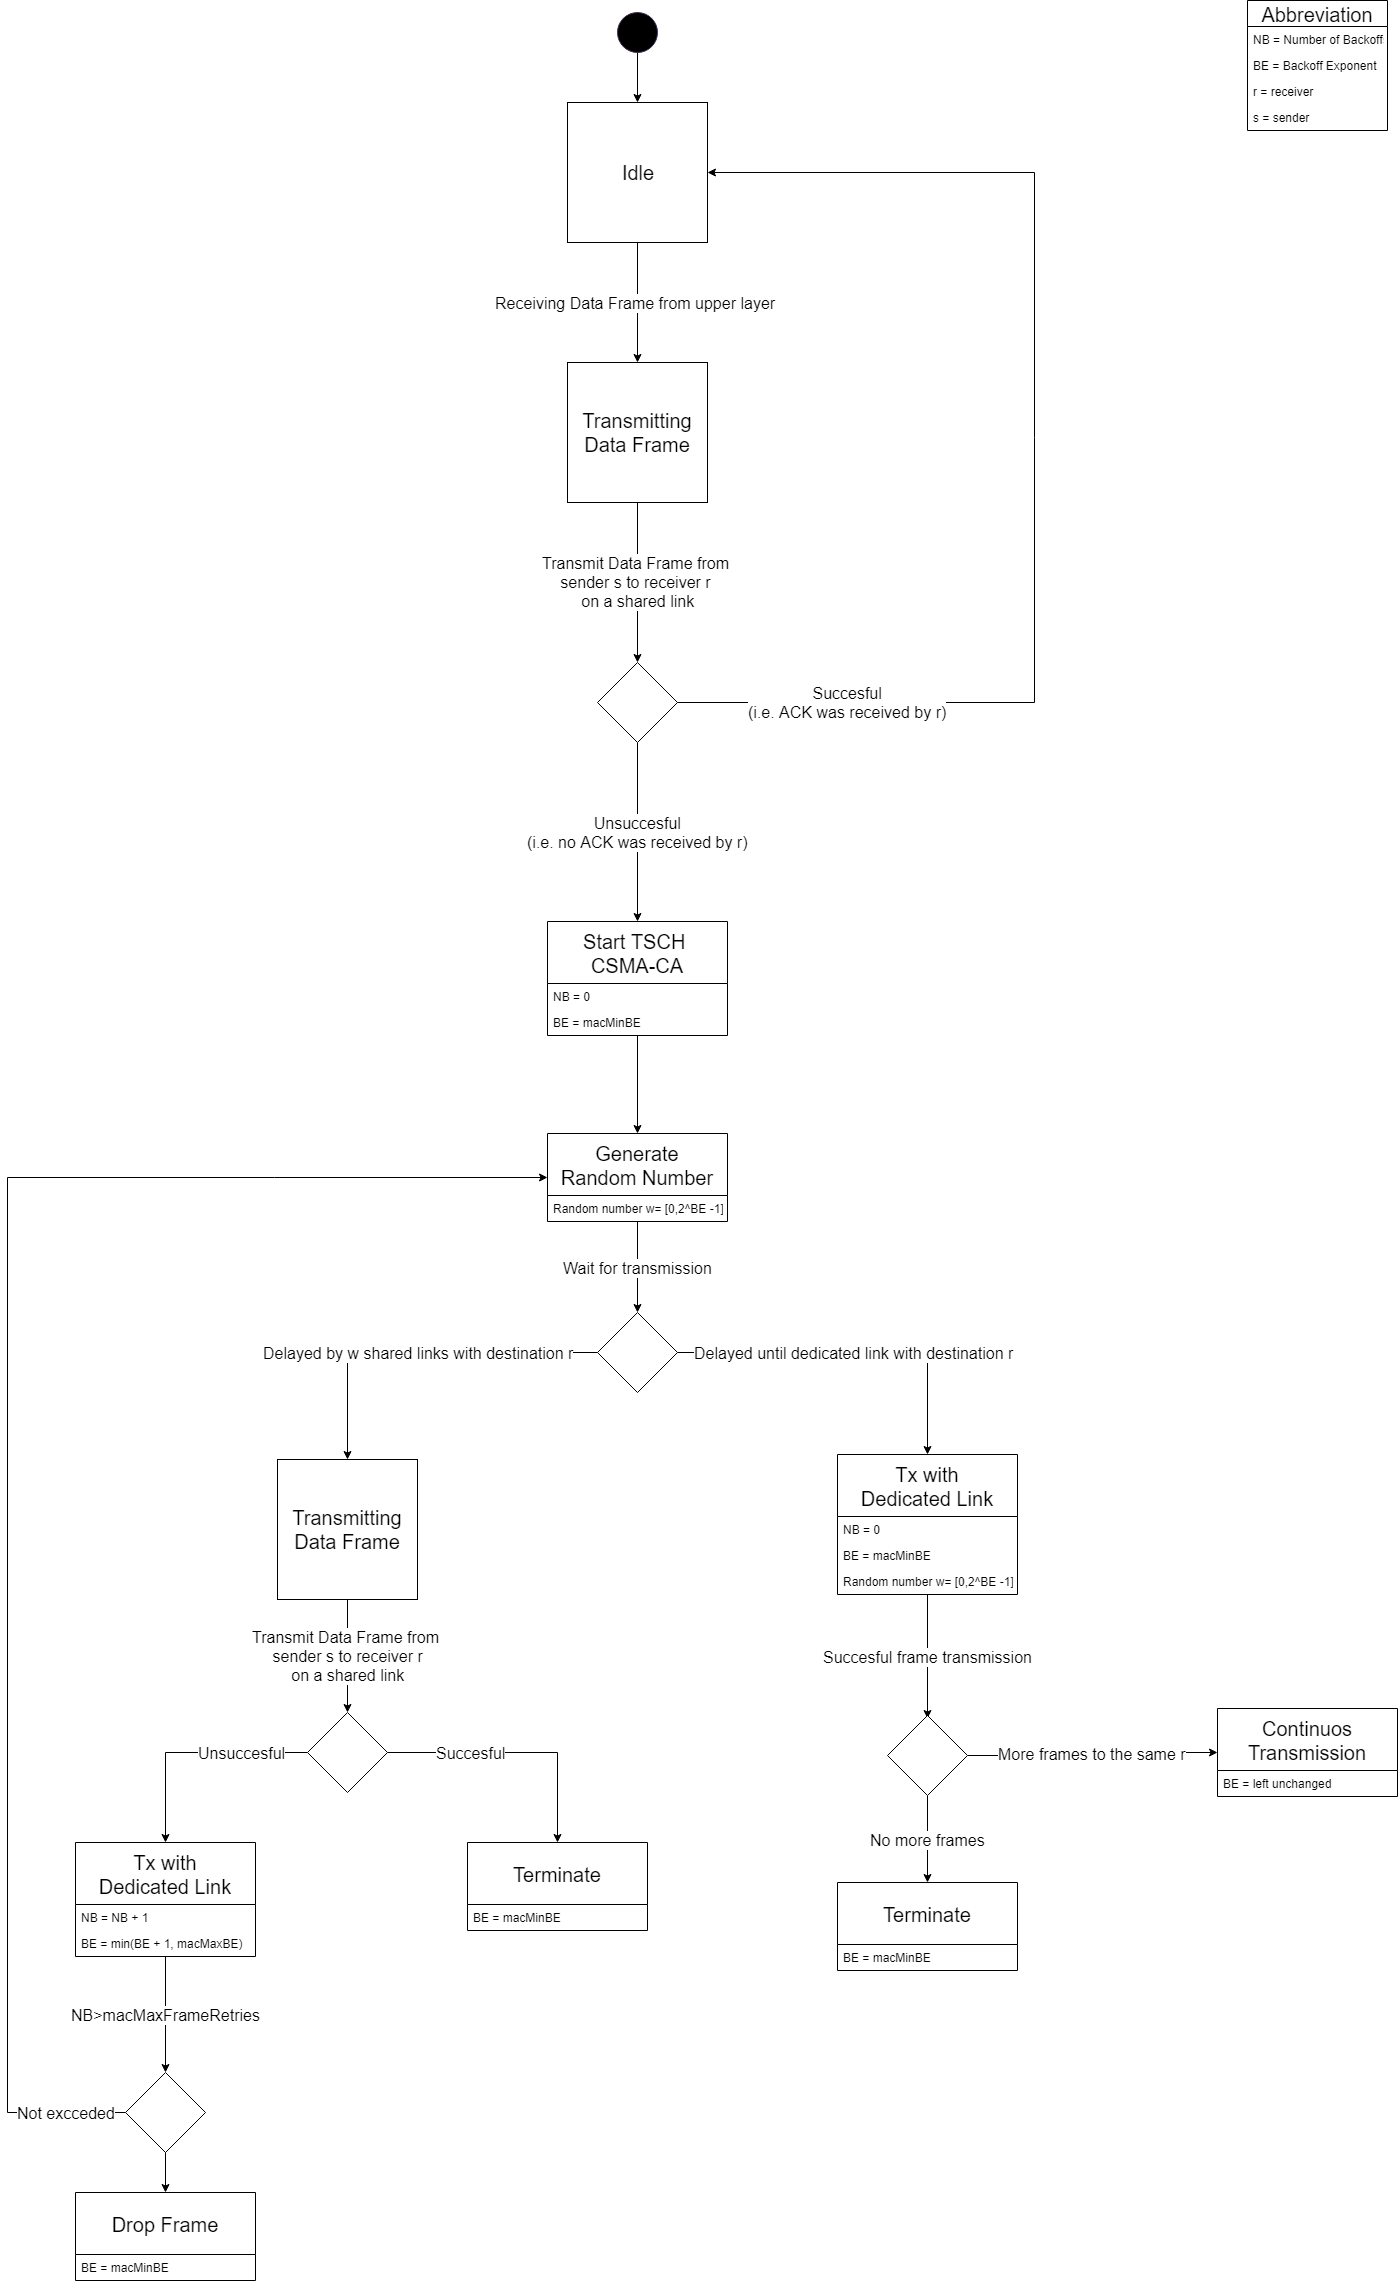 Abbreviation
NB = Number of Backoff
BE = Backoff Exponent
r = receiver
s = sender
Idle
Receiving Data Frame from upper layer
Transmitting
Data Frame
Transmit Data Frame from
sender s to receiver r
on a shared link
Succesful
(i.e. ACK was received by r)
Unsuccesful
(i.e. no ACK was received by r)
Start TSCH
CSMA-CA
NB = 0
BE = macMinBE
Generate
Random Number
Random number w= [0,2^BE -1]
Wait for transmission
Delayed by w shared links with destination r
Delayed until dedicated link with destination r
Transmitting
Data Frame
Transmit Data Frame from
sender s to receiver r
on a shared link
Unsuccesful
Succesful
Tx with
Dedicated Link
NB = NB + 1
BE = min(BE + 1, macMaxBE)
Terminate
BE = macMinBE
NB>macMaxFrameRetries
Not excceded
Drop Frame
BE = macMinBE
Tx with
Dedicated Link
NB = 0
BE = macMinBE
Random number w= [0,2^BE -1]
Succesful frame transmission
More frames to the same r
Continuos
Transmission
BE = left unchanged
No more frames
Terminate
BE = macMinBE